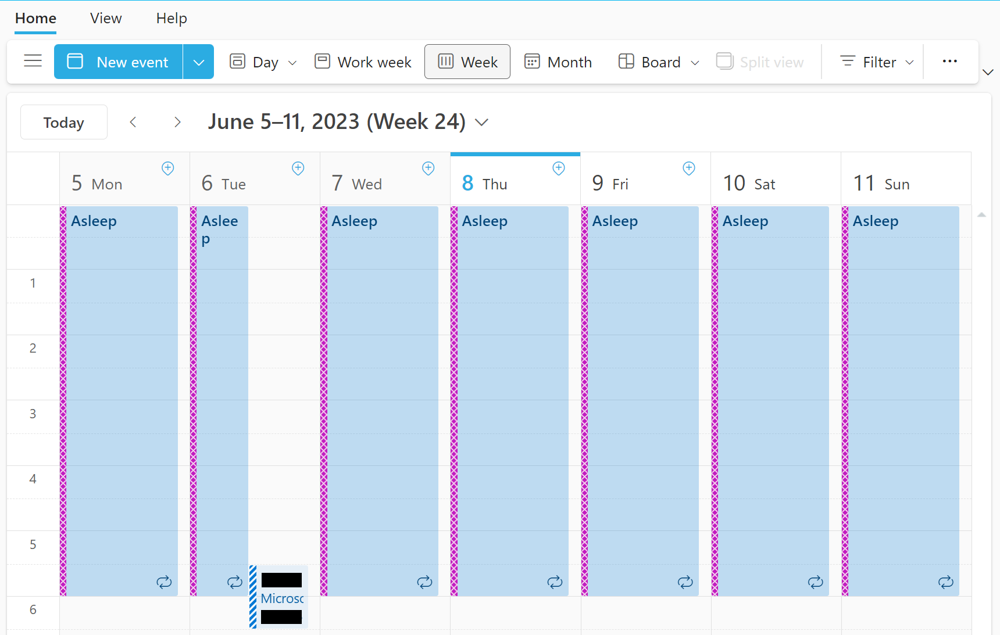 Home View Help
New event Day Work week Week Month Board Split view Filter
Today June 5–11, 2023 (Week 24)
5 Mon 6 Tue 7 Wed 8 Thu 9 Fri 10 Sat 11 Sun
Asleep
Aslee
p
Asleep
Asleep
Asleep
Asleep
Asleep
1
2
3
4
5
Microsc
6